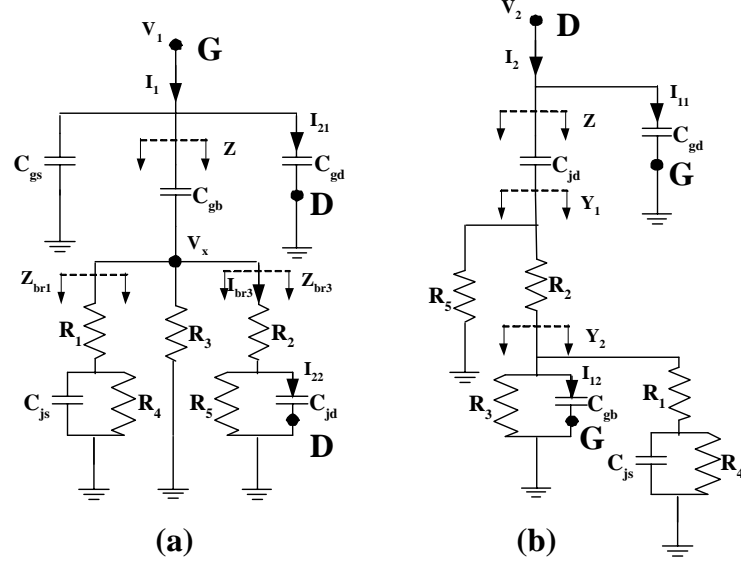 V1 G
I1
I21
Z
Cgs
Cgd
Cgb
D
Vx
Zbr1
Ibr3
Zbr3
R1
R3
R2
I22
Cjs
R4
R5
Cjd
D
(a)
V2 D
I2
I11
Z
Cgd
Cjd
G
Y1
R5
R2
Y2
I12
R3
Cgb
R1
G
Cjs
R4
(b)